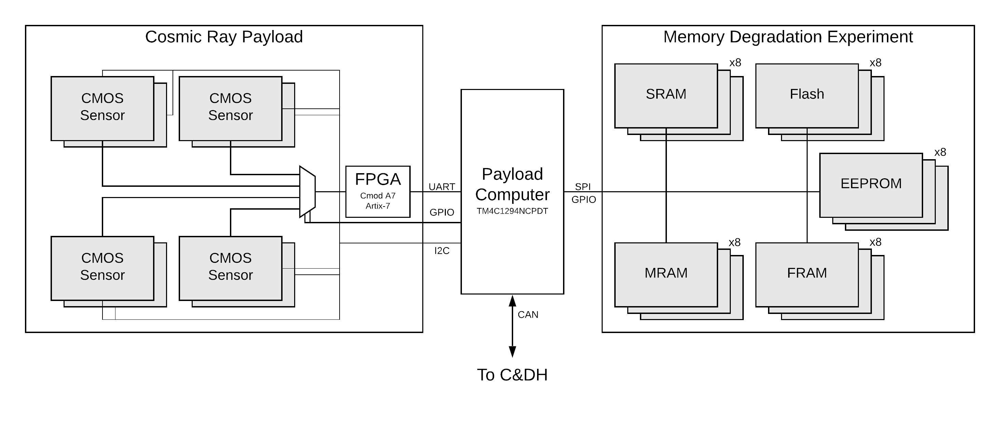 Cosmic Ray Payload
CMOS
Sensor
CMOS
Sensor
FPGA
Cmod A7
Artix-7
CMOS
Sensor
CMOS
Sensor
UART
GPIO
I2C
Payload
Computer
TM4C1294NCPDT
CAN
To C&DH
SPI
GPIO
Memory Degradation Experiment
x8
SRAM
x8
Flash
x8
EEPROM
x8
MRAM
x8
FRAM